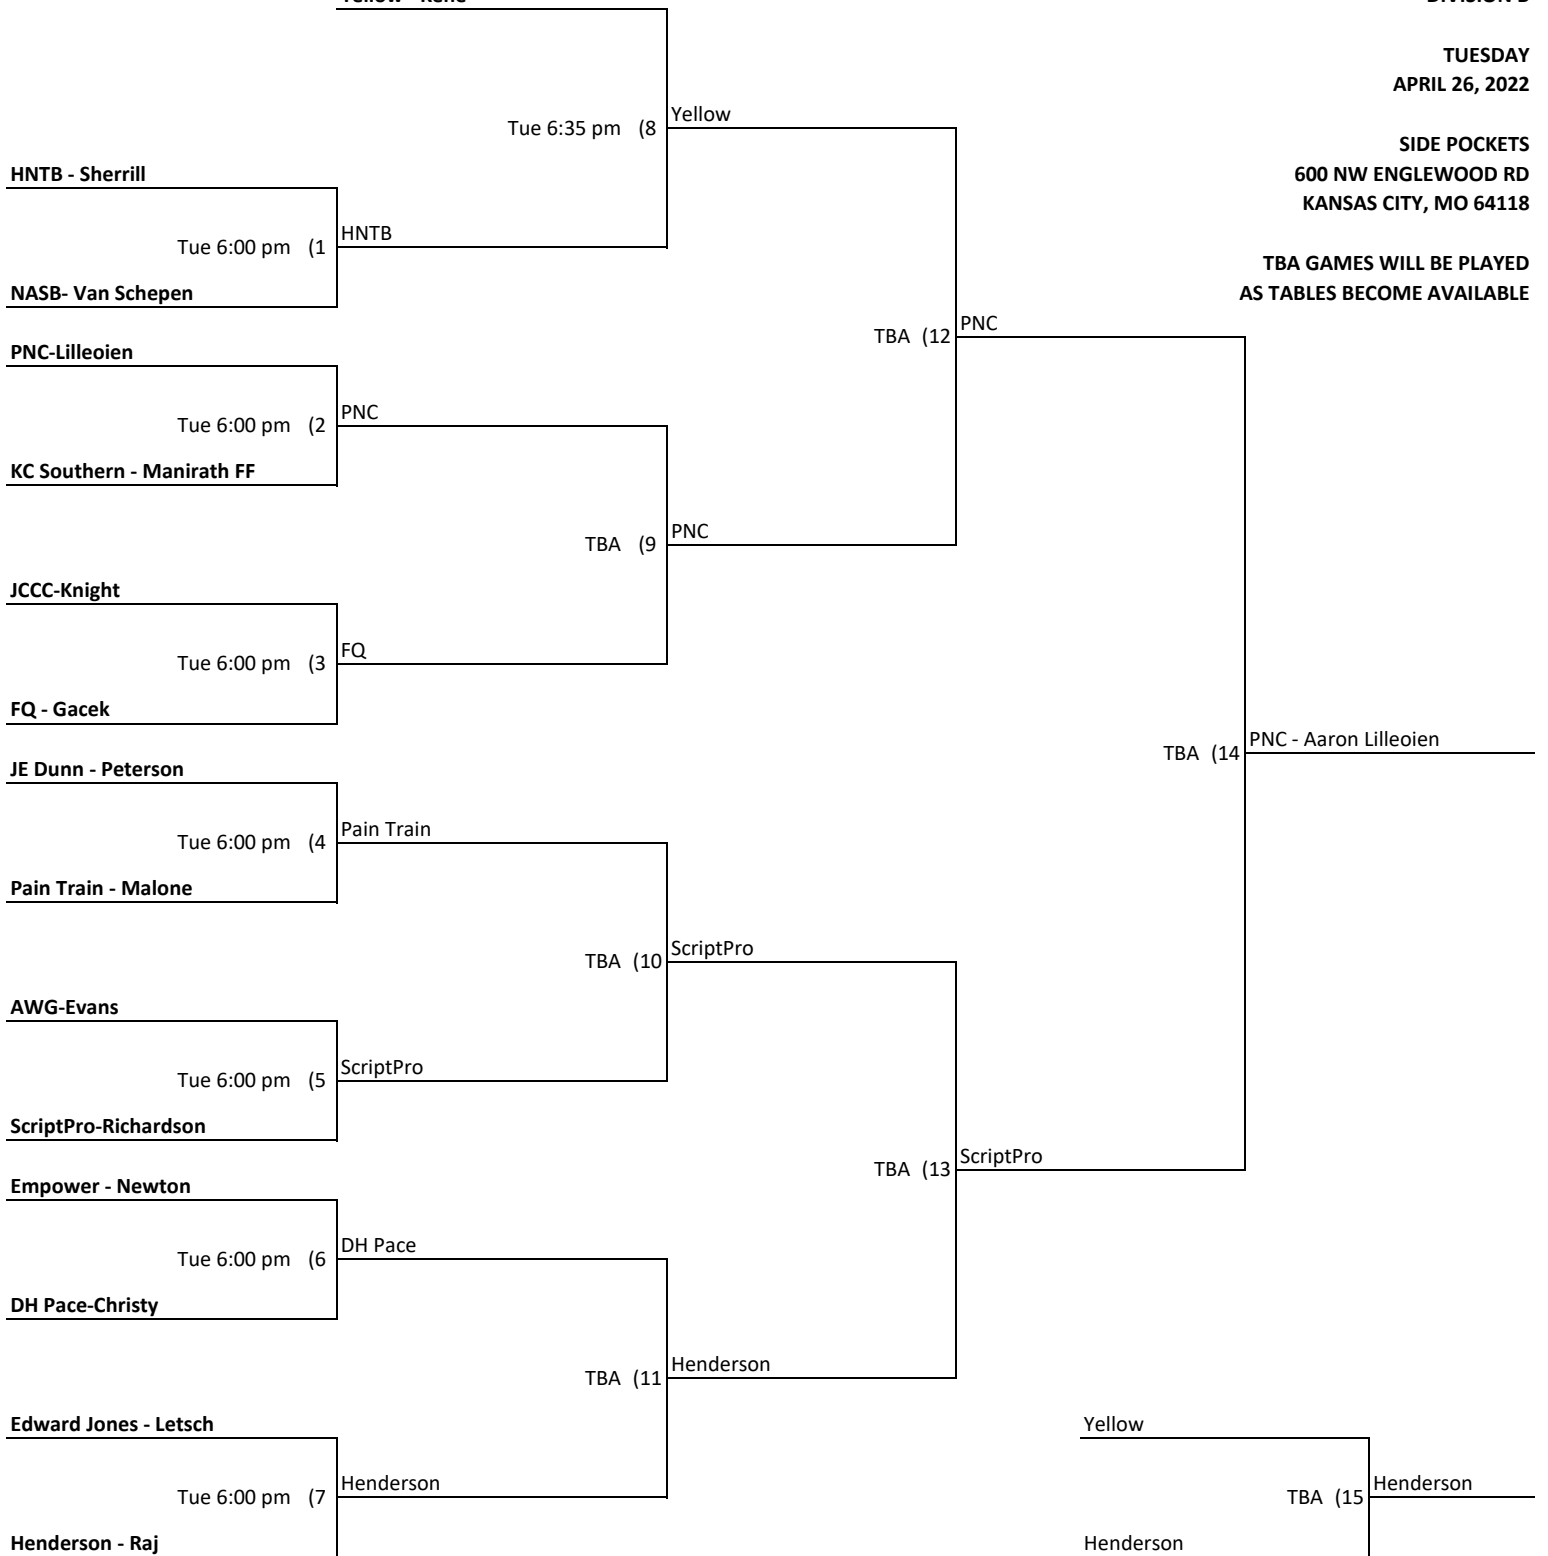 TUESDAY
APRIL 26, 2022
Yellow
Tue 6:35 pm (8
SIDE POCKETS
HNTB - Sherrill
600 NW ENGLEWOOD RD
KANSAS CITY, MO 64118
HNTB
Tue 6:00 pm (1
TBA GAMES WILL BE PLAYED
NASB- Van Schepen
AS TABLES BECOME AVAILABLE
PNC
TBA (12
PNC-Lilleoien
PNC
Tue 6:00 pm (2
KC Southern - Manirath FF
PNC
TBA (9
JCCC-Knight
FQ
Tue 6:00 pm (3
FQ - Gacek
PNC - Aaron Lilleoien
TBA (14
JE Dunn - Peterson
Pain Train
Tue 6:00 pm (4
Pain Train - Malone
ScriptPro
TBA (10
AWG-Evans
ScriptPro
Tue 6:00 pm (5
ScriptPro-Richardson
ScriptPro
TBA (13
Empower - Newton
DH Pace
Tue 6:00 pm (6
DH Pace-Christy
Henderson
TBA (11
Edward Jones - Letsch
Yellow
Henderson
Tue 6:00 pm (7
Henderson
TBA (15
Henderson - Raj
Henderson